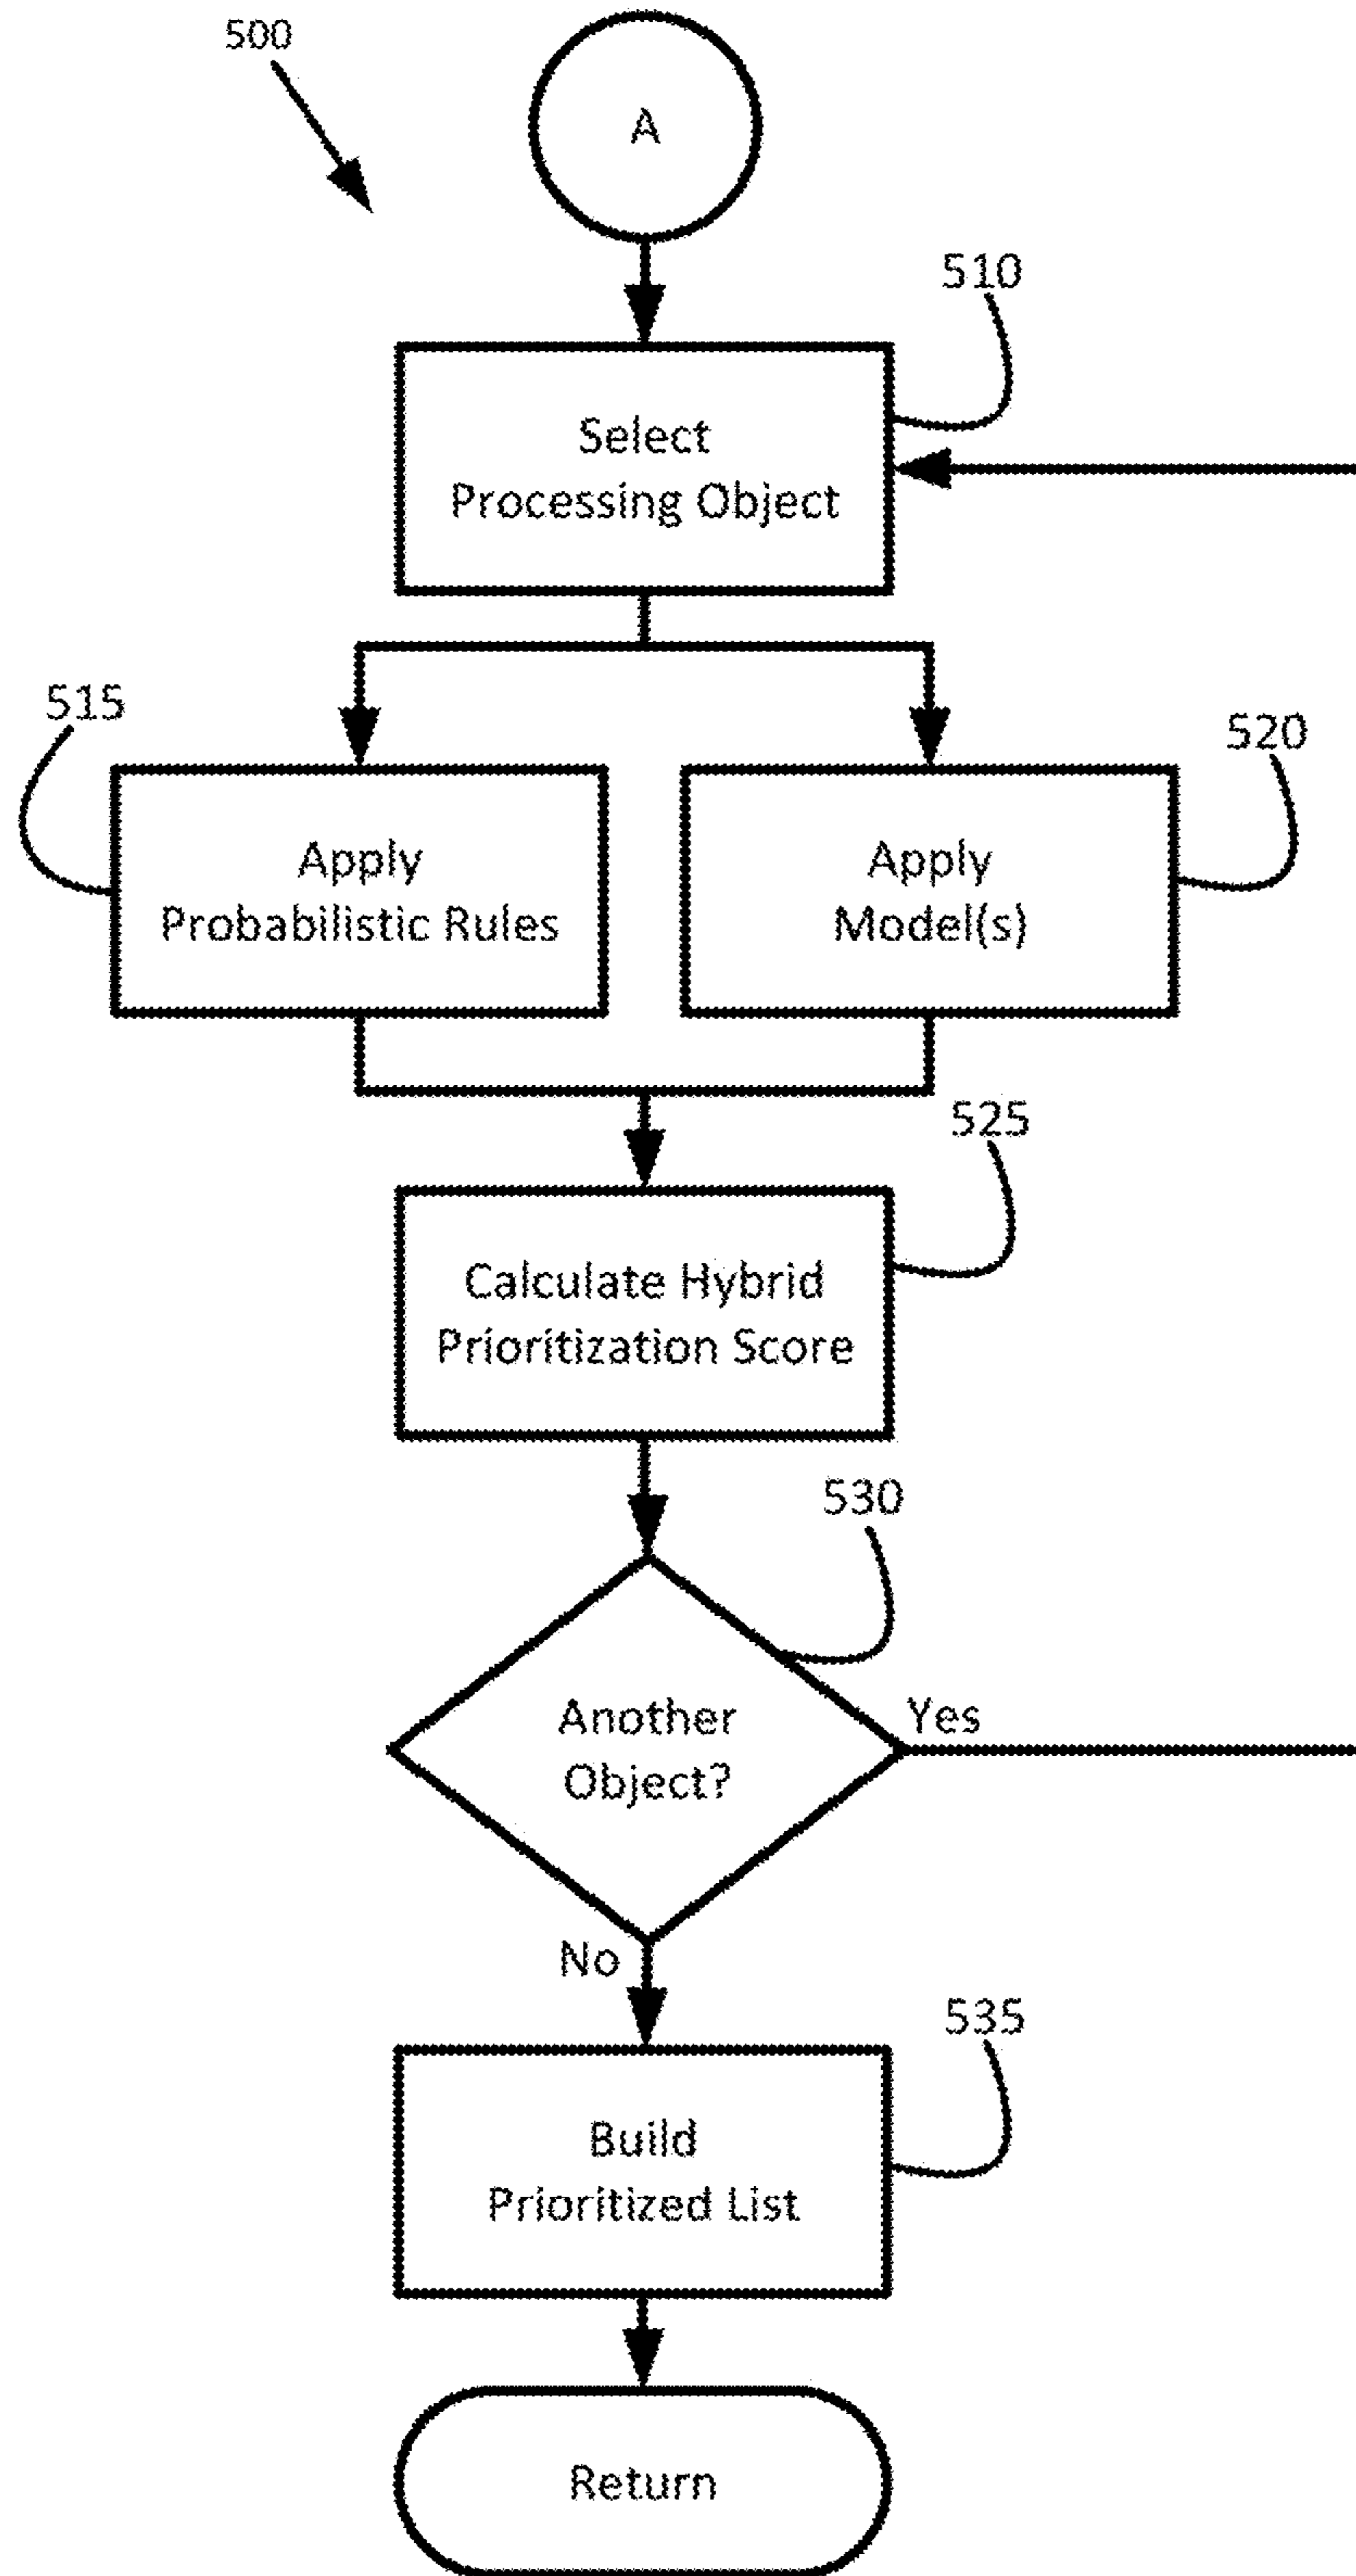 500
A
510
Select
Processing Object
515
520
Apply
Probabilistic Rules
Apply
Model(s)
525
Calculate Hybrid
Prioritization Score
530
Another
Object?
Yes
No
535
Build
Prioritized List
Return